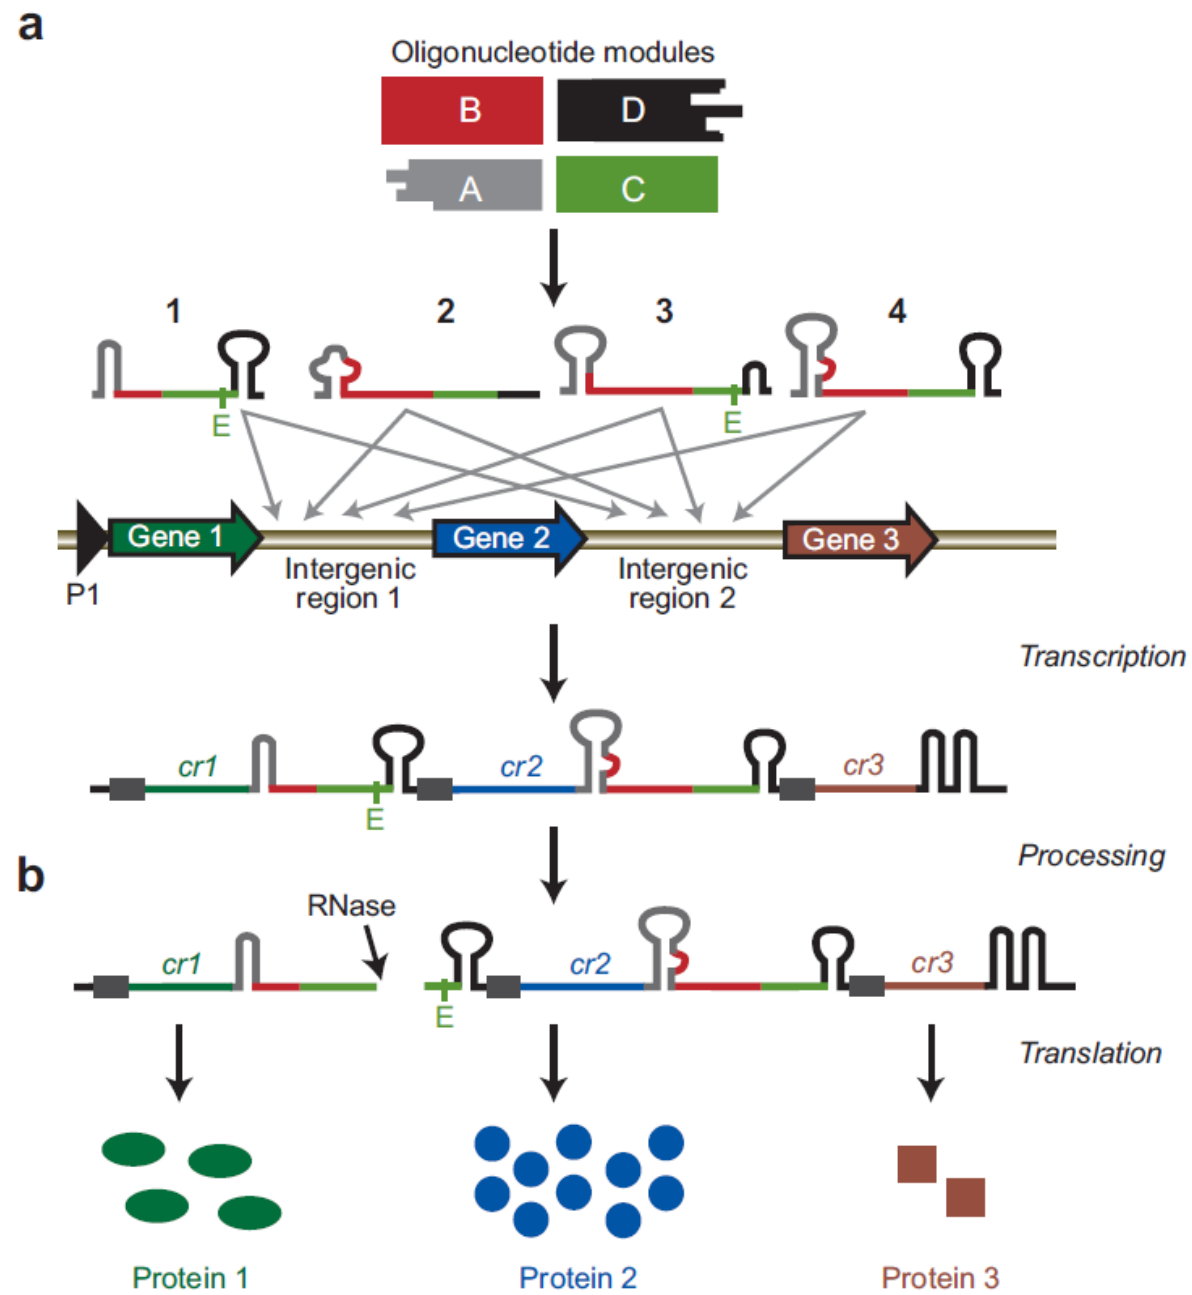 a
Oligonucleotide modules
B D
A C
1 2 3 4
E E
Gene 1 Gene 2 Gene 3
P1
Intergenic
region 1
Intergenic
region 2
Transcription
cr1 cr2 cr3
E
Processing
b
RNase
cr1 cr2 cr3
E
Translation
Protein 1 Protein 2 Protein 3